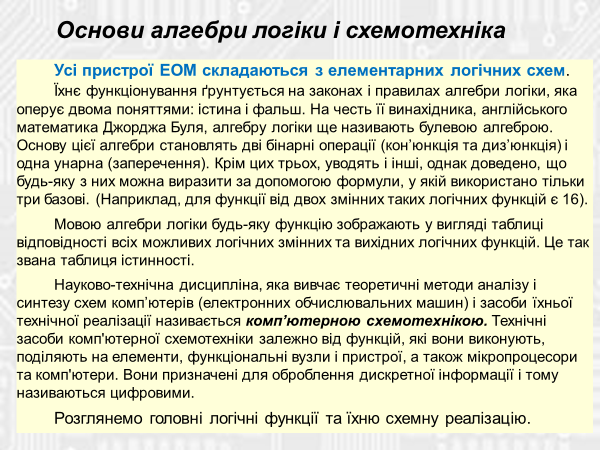 Основи алгебри логіки і схемотехніка
Усі пристрої ЕОМ складаються з елементарних логічних схем.
Їхнє функціонування ґрунтується на законах і правилах алгебри логіки, яка
оперує двома поняттями: істина і фальш. На честь її винахідника, англійського
математика Джорджа Буля, алгебру логіки ще називають булевою алгеброю.
Основу цієї алгебри становлять дві бінарні операції (кон’юнкція та диз’юнкція) і
одна унарна (заперечення). Крім цих трьох, уводять і інші, однак доведено, що
будь-яку з них можна виразити за допомогою формули, у якій використано тільки
три базові. (Наприклад, для функції від двох змінних таких логічних функцій є 16).
Мовою алгебри логіки будь-яку функцію зображають у вигляді таблиці
відповідності всіх можливих логічних змінних та вихідних логічних функцій. Це так
звана таблиця істинності.
Науково-технічна дисципліна, яка вивчає теоретичні методи аналізу і
синтезу схем комп’ютерів (електронних обчислювальних машин) і засоби їхньої
технічної реалізації називається комп’ютерною схемотехнікою. Технічні
засоби комп'ютерної схемотехніки залежно від функцій, які вони виконують,
поділяють на елементи, функціональні вузли і пристрої, а також мікропроцесори
та комп'ютери. Вони призначені для оброблення дискретної інформації і тому
називаються цифровими.
Розглянемо головні логічні функції та їхню схемну реалізацію.